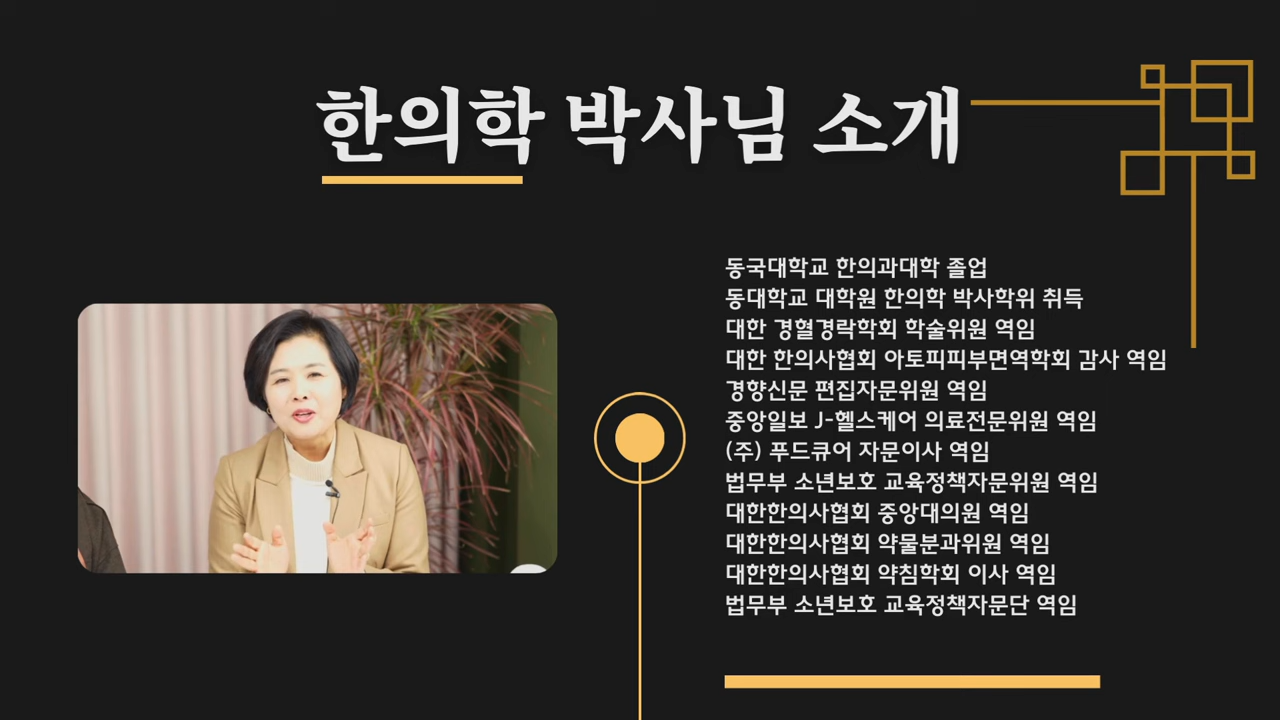 한의학 박사님 소개
동국대학교 한의과대학 졸업
동대학교 대학원 한의학 박사학위 취득
대한 경혈경락학회 학술위원 역임
대한 한의사협회 아토피피부면역학회 감사 역임
경향신문 편집자문위원 역임
중앙일보 J-헬스케어 의료전문위원 역임
(주) 푸드큐어 자문이사 역임
법무부 소년보호 교육정책자문위원 역임
대한한의사협회 중앙대의원 역임
대한한의사협회 약물분과위원 역임
대한한의사협회 약침학회 이사 역임
법무부 소년보호 교육정책자문단 역임